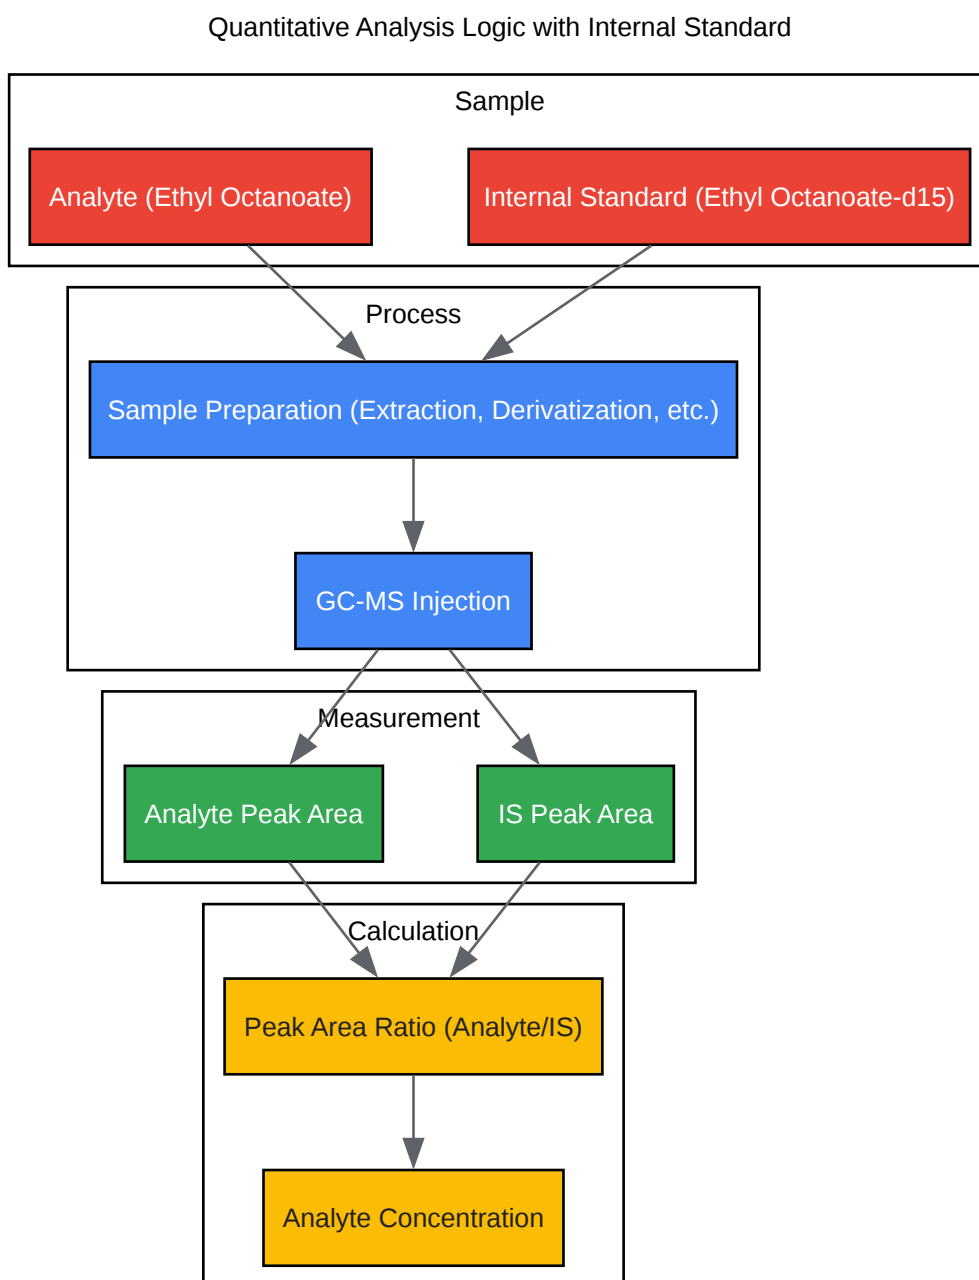 Quantitative Analysis Logic with Internal Standard
Sample
Analyte (Ethyl Octanoate)
Internal Standard (Ethyl Octanoate-d15)
Process
Sample Preparation (Extraction, Derivatization, etc.)
GC-MS Injection
Measurement
Analyte Peak Area
IS Peak Area
Calculation
Peak Area Ratio (Analyte/IS)
Analyte Concentration